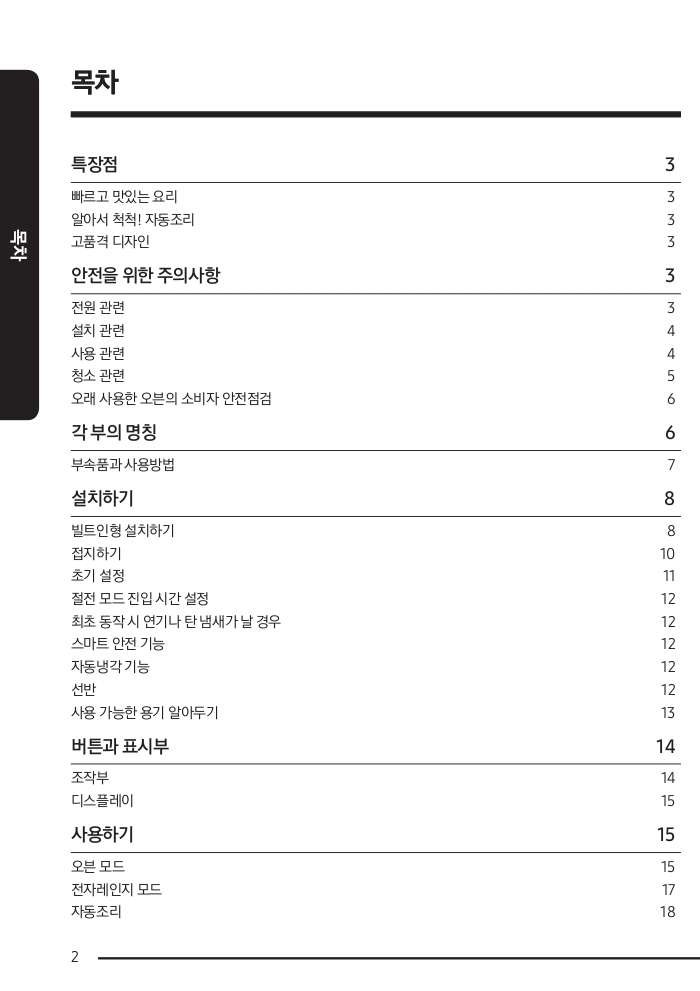 목차
목차
특장점 3
빠르고 맛있는 요리 3
알아서 척척! 자동조리 3
고품격 디자인 3
안전을 위한 주의사항 3
전원 관련 3
설치 관련 4
사용 관련 4
청소 관련 5
오래 사용한 오븐의 소비자 안전점검 6
각 부의 명칭 6
부속품과 사용방법 7
설치하기 8
빌트인형 설치하기 8
접지하기 10
초기 설정 11
절전 모드 진입 시간 설정 12
최초 동작 시 연기나 탄 냄새가 날 경우 12
스마트 안전 기능 12
자동냉각 기능 12
선반 12
사용 가능한 용기 알아두기 13
버튼과 표시부 14
조작부 14
디스플레이 15
사용하기 15
오븐 모드 15
전자레인지 모드 17
자동조리 18
2